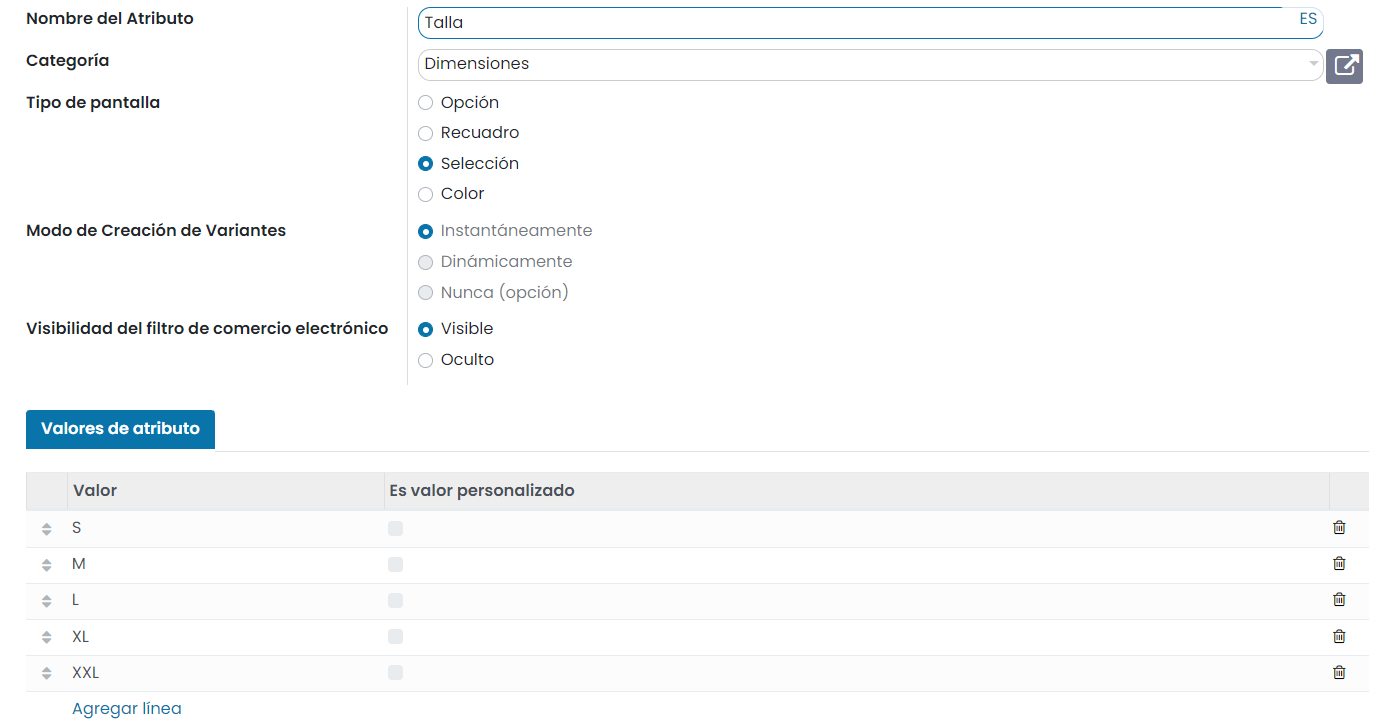 Nombre del Atributo
Talla ES
Categoría
Dimensiones
Tipo de pantalla
Opción
Recuadro
Selección
Color
Modo de Creación de Variantes
Instantáneamente
Dinámicamente
Nunca (opción)
Visibilidad del filtro de comercio electrónico
Visible
Oculto
Valores de atributo
Valor Es valor personalizado
S
M
L
XL
XXL
Agregar línea